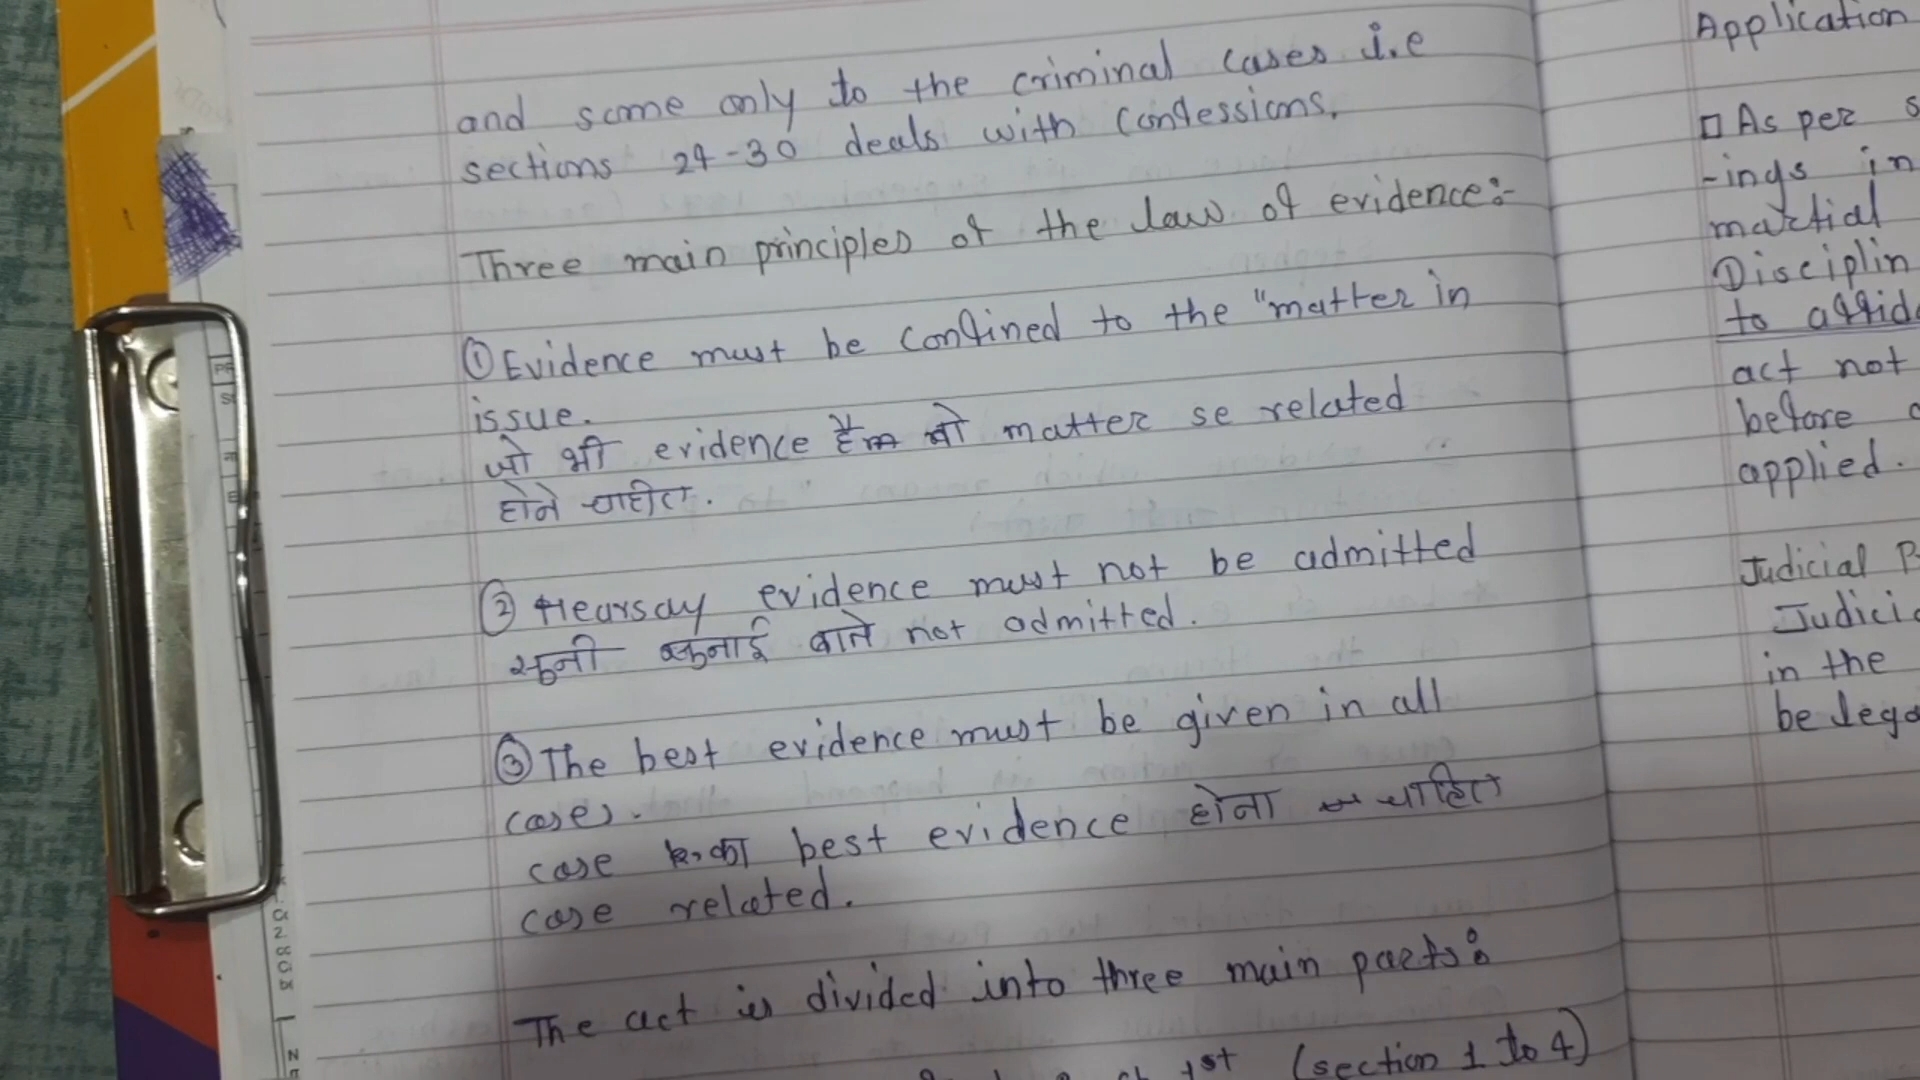 and some only to the criminal cases i.e
sections 24-30 deals with confessions.
Three main principles of the law of evidence:-
① Evidence must be confined to the "matter in
issue.
जो भी evidence है वो matter se related
होने चाहीए.
② Hearsay evidence must not be admitted
सुनी सुनाई बाते not admitted.
③ The best evidence must be given in all
cases.
case का best evidence होना चाहिए
case related.
The act is divided into three main parts:
1st (section 1 to 4)
Application
□ As per
-ings in
martial
Disciplin
to affid
act not
before
applied.
Judicial P
Judici
in the
be lega